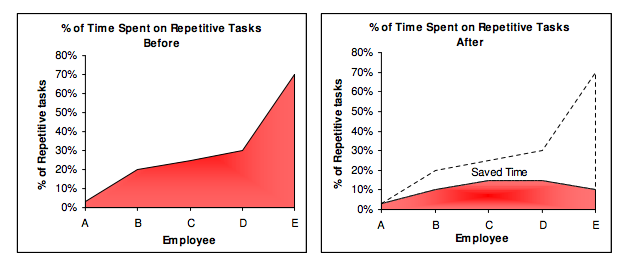 % of Time Spent on Repetitive Tasks
Before
80%
70%
60%
50%
40%
30%
20%
10%
0%
% of Repetitive tasks
A B C D E
Employee
% of Time Spent on Repetitive Tasks
After
80%
70%
60%
50%
40%
30%
20%
10%
0%
% of Repetitive tasks
Saved Time
A B C D E
Employee